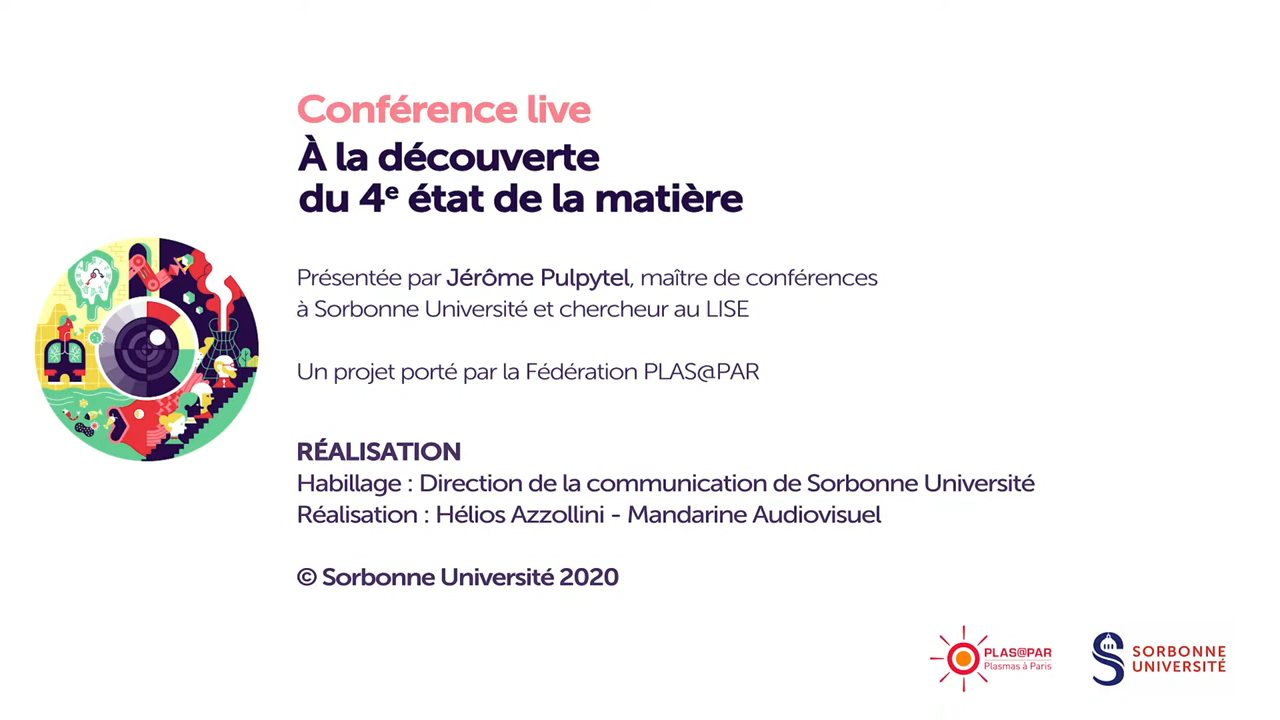 Conférence live
À la découverte
du 4e état de la matière
Présentée par Jérôme Pulpytel, maître de conférences
à Sorbonne Université et chercheur au LISE
Un projet porté par la Fédération PLAS@PAR
RÉALISATION
Habillage : Direction de la communication de Sorbonne Université
Réalisation : Hélios Azzollini - Mandarine Audiovisuel
© Sorbonne Université 2020
PLAS@PAR
Plasmas à Paris
SORBONNE
UNIVERSITÉ